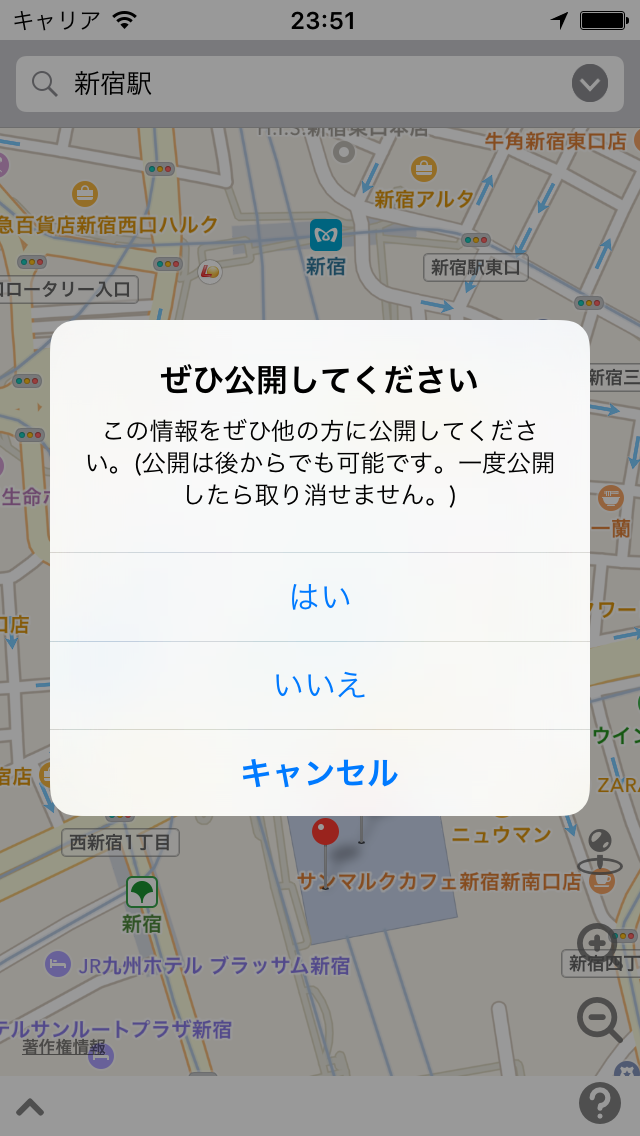 キャリア 23:51
新宿駅
H.I.S.新宿東口本店
牛角新宿東口店
新宿アルタ
急百貨店新宿西口ハルク
新宿
新宿駅東口
ロータリー入口
新宿三
ぜひ公開してください
この情報をぜひ他の方に公開してくださ
い。(公開は後からでも可能です。一度公開
したら取り消せません。)
生命
一蘭
はい
タワー
口店
いいえ
ウイン
キャンセル
宿店
ZARA
西新宿1丁目
ニュウマン
サンマルクカフェ新宿新南口店
新宿
JR九州ホテル ブラッサム新宿
新宿四丁
テルサンルートプラザ新宿
著作権情報